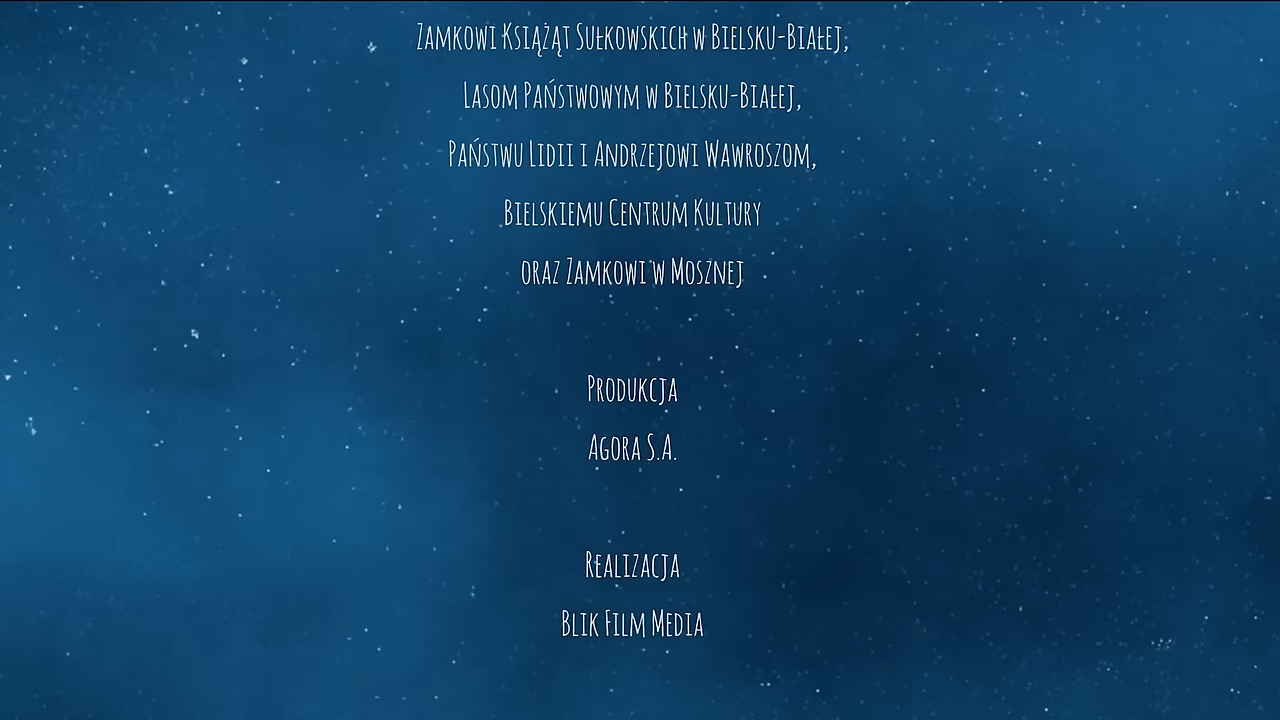 Zamkowi Książąt Sułkowskich w Bielsku-Białej,
Lasom Państwowym w Bielsku-Białej,
Państwu Lidii i Andrzejowi Wawroszom,
Bielskiemu Centrum Kultury
oraz Zamkowi w Mosznej
Produkcja
Agora S.A.
Realizacja
Blik Film Media